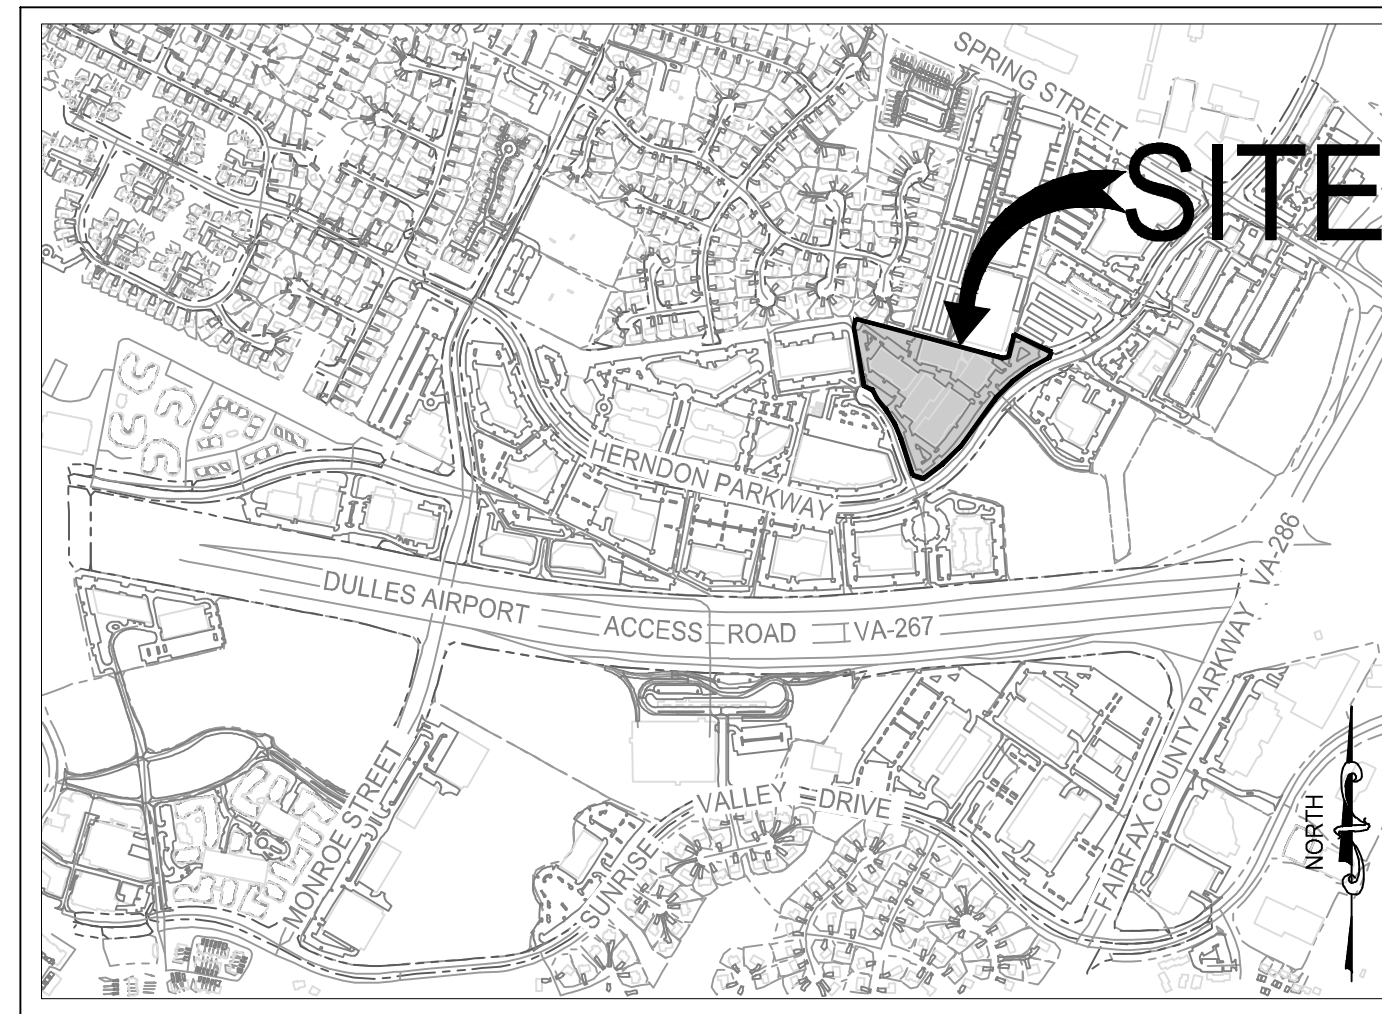 SPRING STREET
SITE
HERNDON PARKWAY
VA-286
DULLES AIRPORT ACCESS ROAD VA-267
FAIRFAX COUNTY PARKWAY
MONROE STREET
SUNRISE VALLEY DRIVE
NORTH